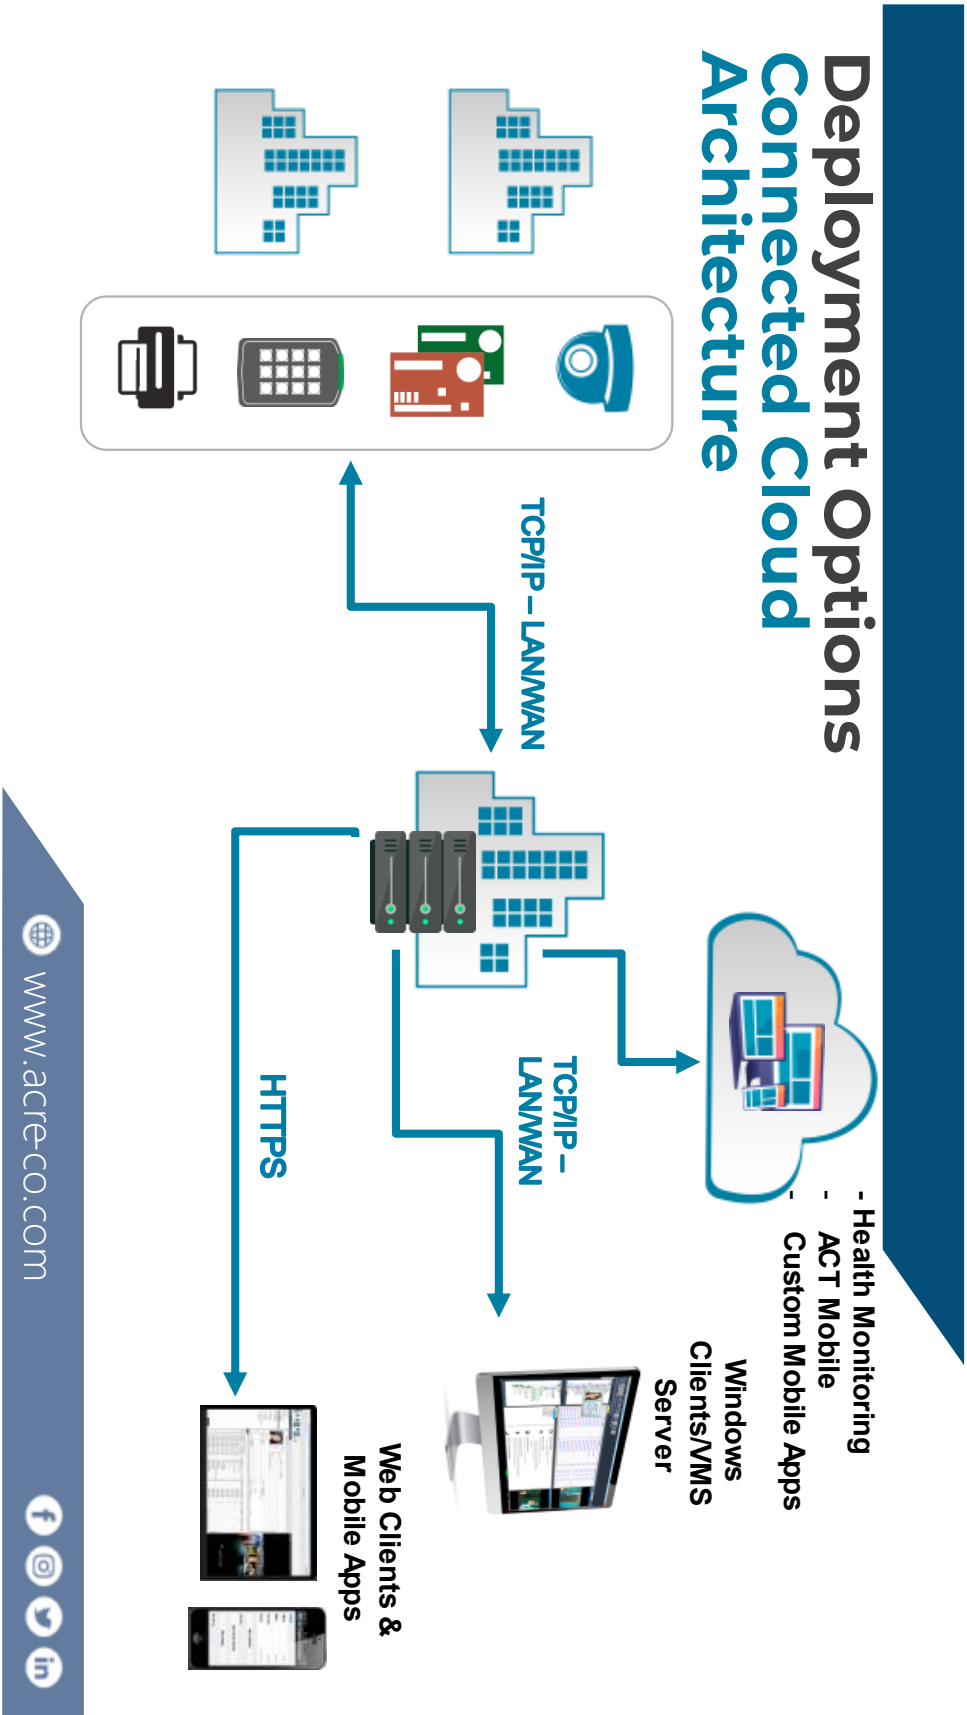 Deployment Options
Connected Cloud
Architecture
- Health Monitoring
- ACT Mobile
- Custom Mobile Apps
TCP/IP – LAN/WAN
TCP/IP –
LAN/WAN
Windows
Clients/VMS
Server
HTTPS
Web Clients &
Mobile Apps
www.acre-co.com